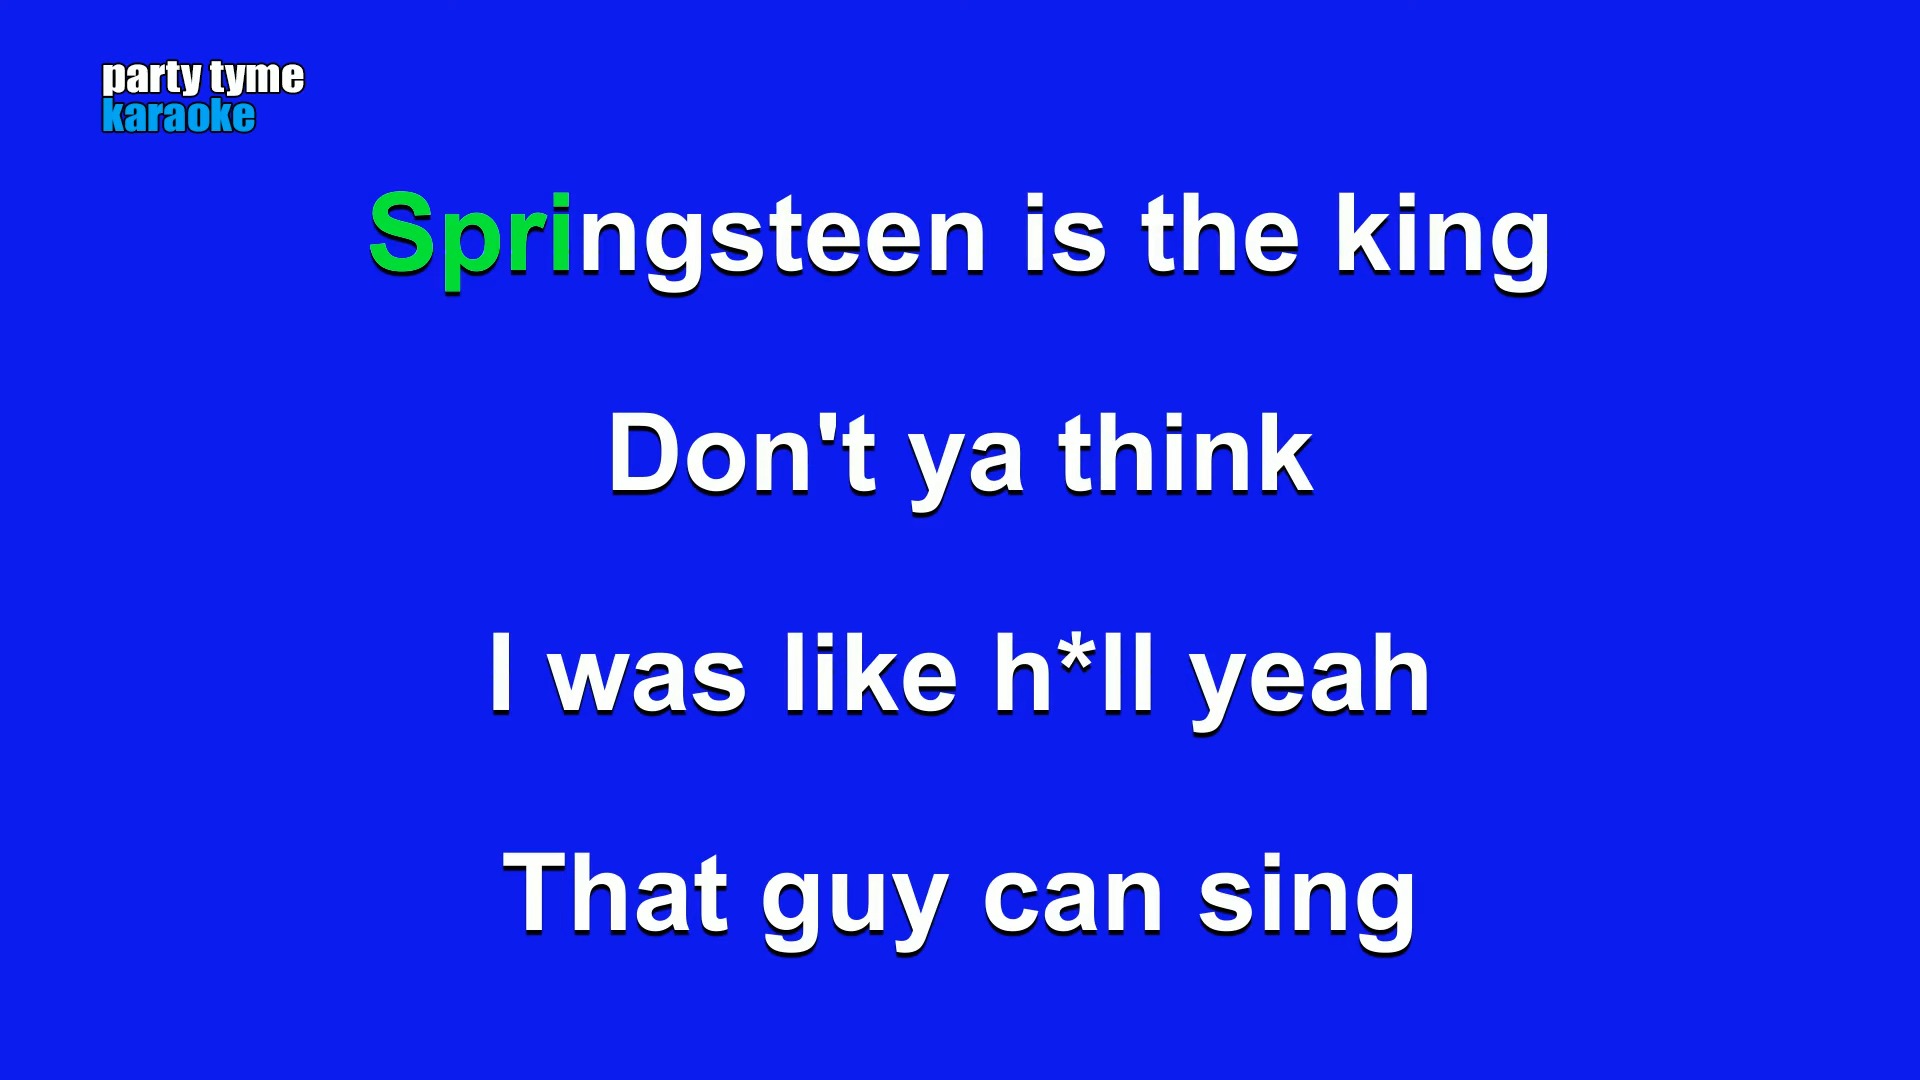 party tyme
karaoke
Springsteen is the king
Don't ya think
I was like h*ll yeah
That guy can sing